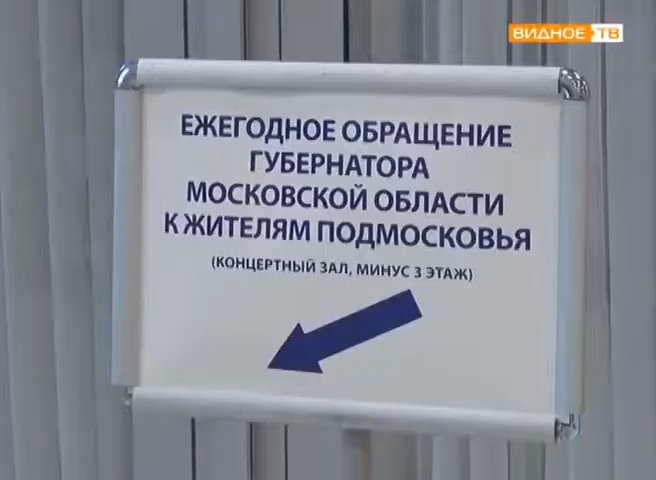 ВИДНОЕ ТВ
ЕЖЕГОДНОЕ ОБРАЩЕНИЕ
ГУБЕРНАТОРА
МОСКОВСКОЙ ОБЛАСТИ
К ЖИТЕЛЯМ ПОДМОСКОВЬЯ
(КОНЦЕРТНЫЙ ЗАЛ, МИНУС 3 ЭТАЖ)